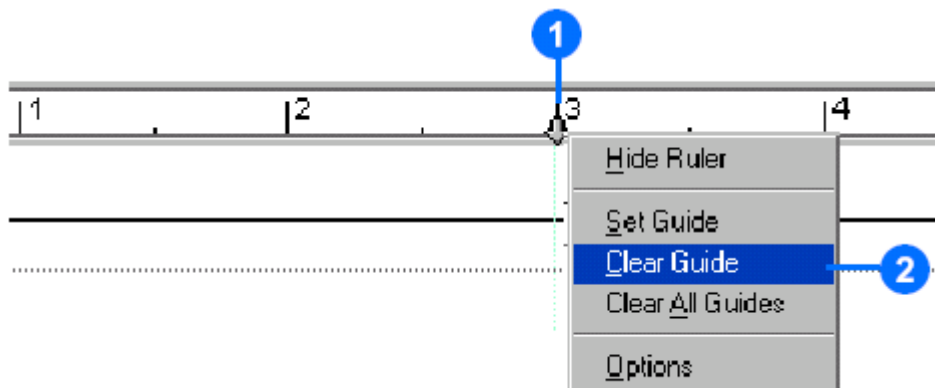 1
1 2 3 4
Hide Ruler
Set Guide
Clear Guide
2
Clear All Guides
Options